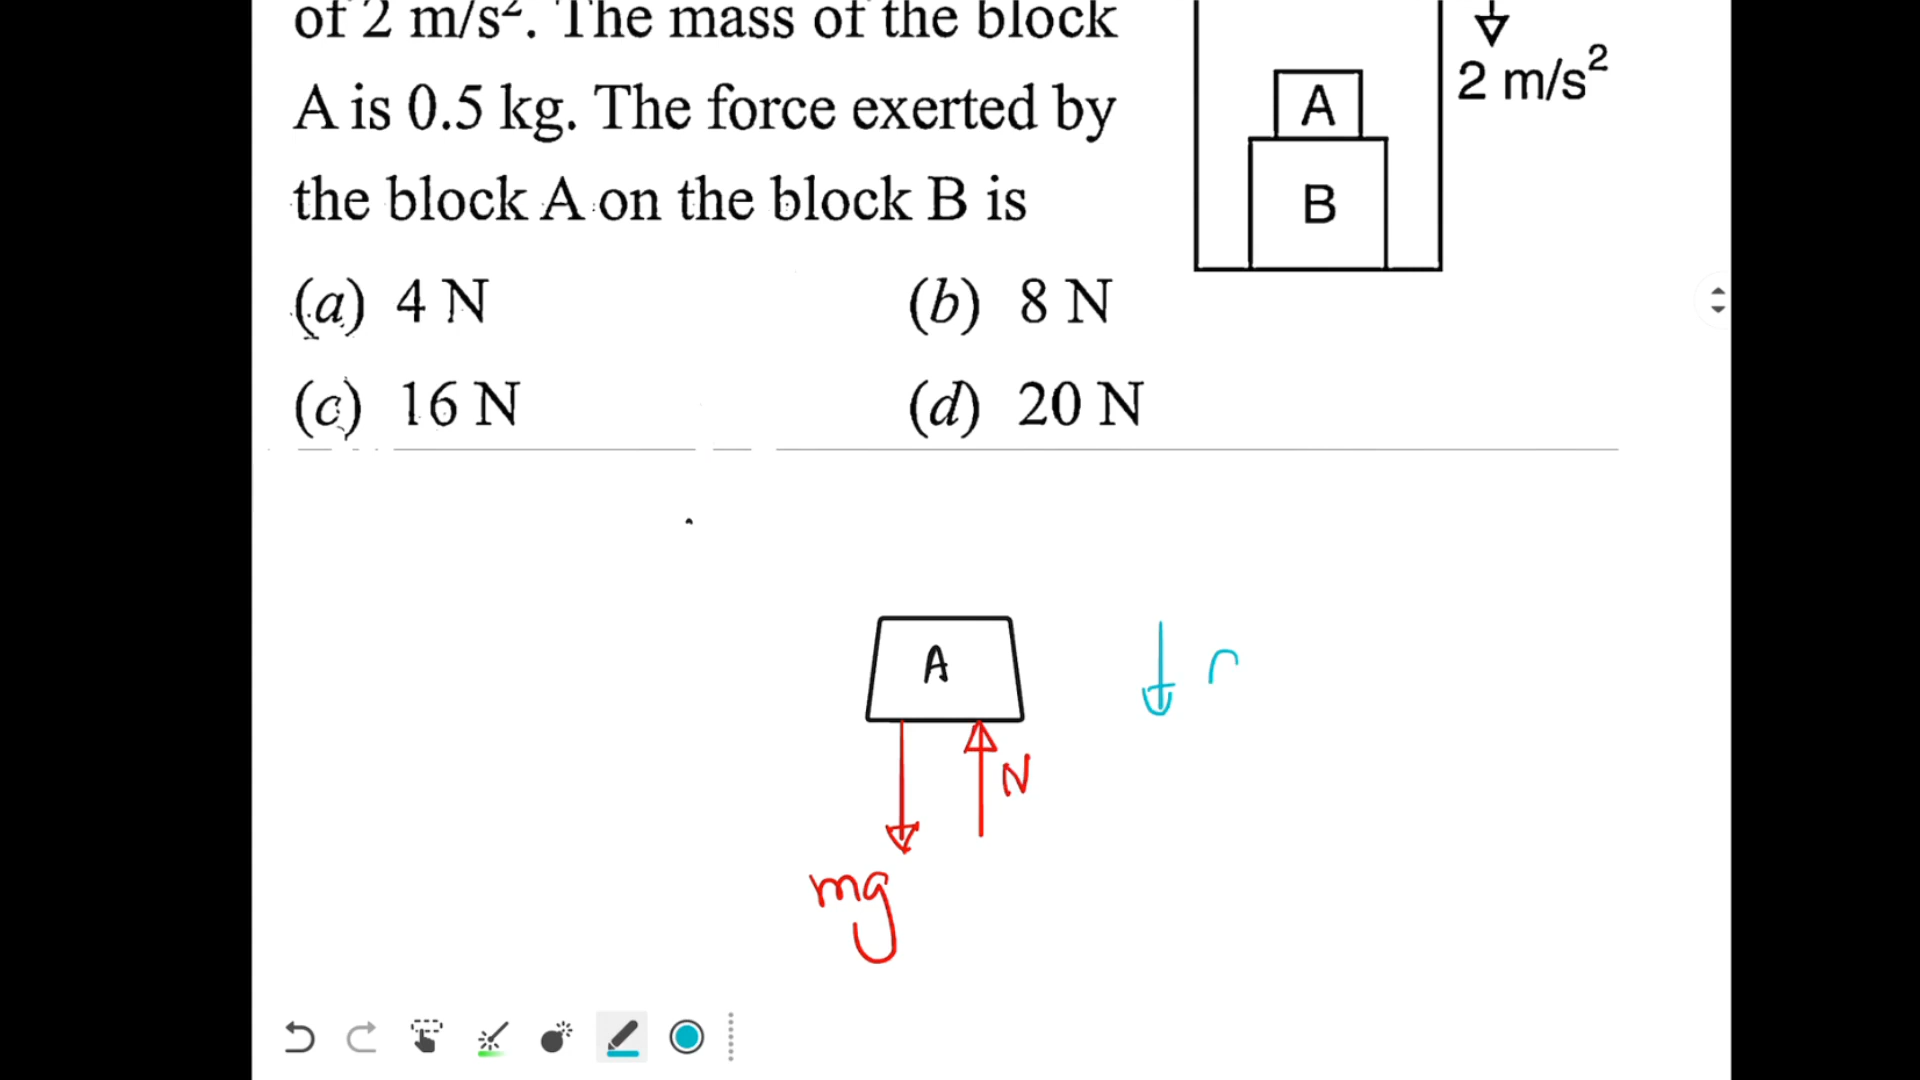 of 2 m/s². The mass of the block
A is 0.5 kg. The force exerted by
the block A on the block B is
(a) 4 N (b) 8 N
(c) 16 N (d) 20 N
2 m/s²
A
B
A
N
mg